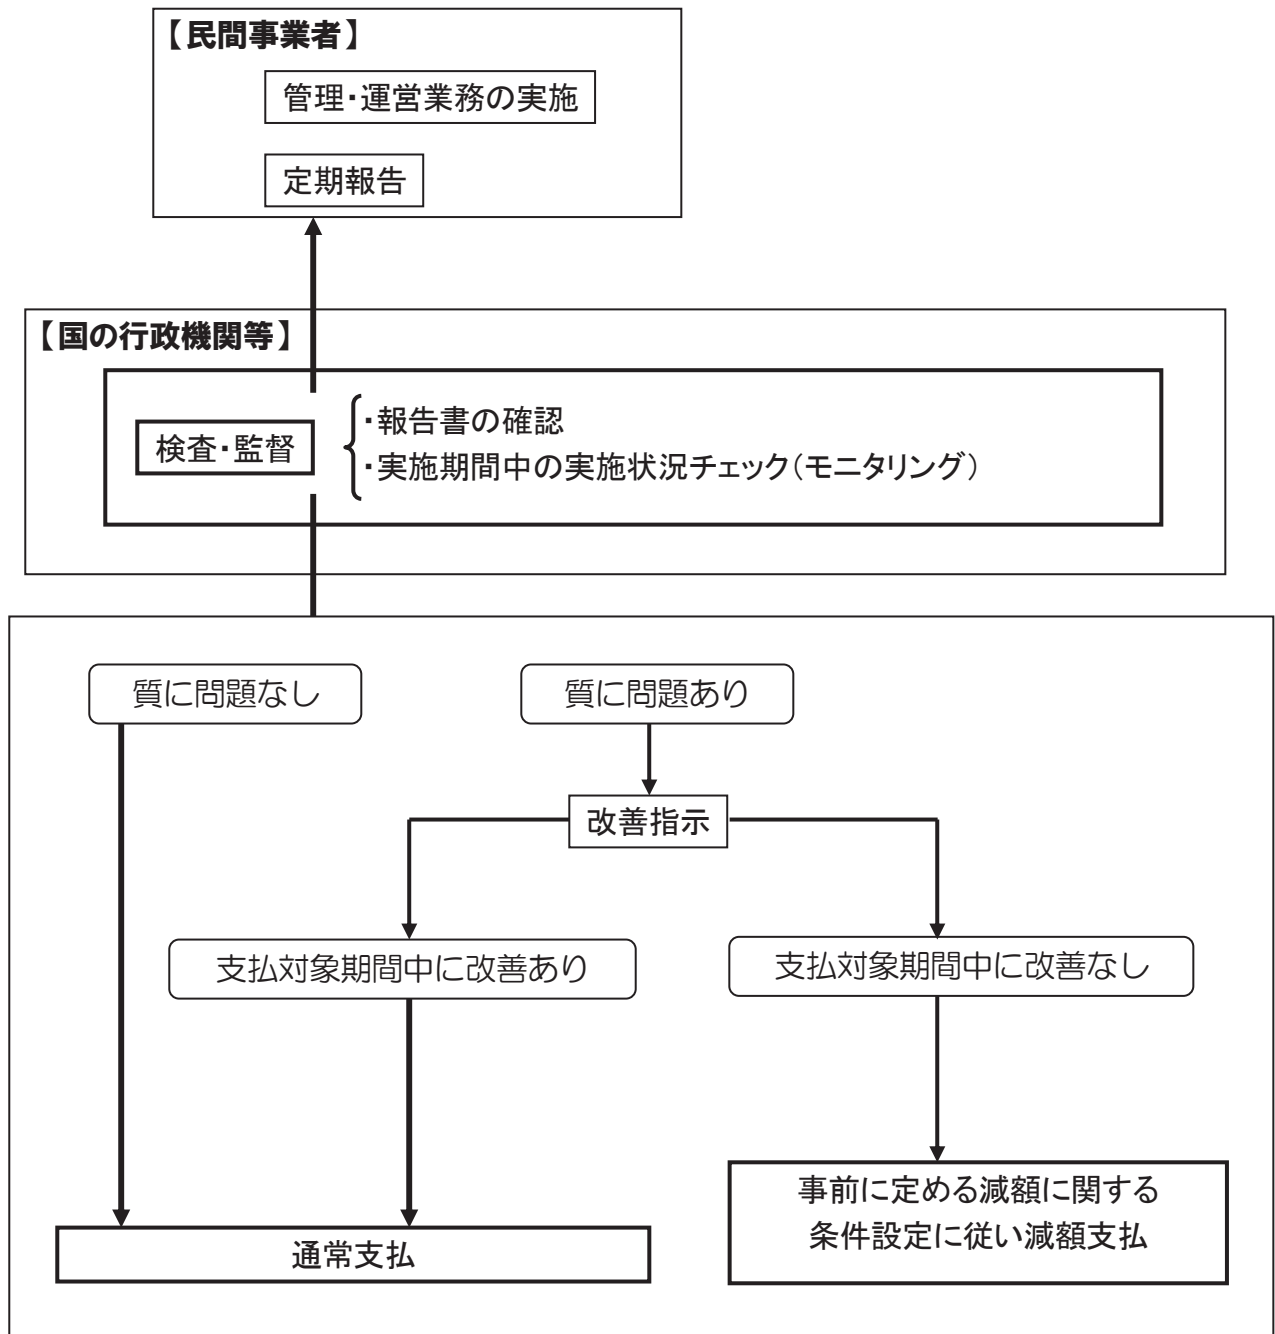 【民間事業者】
管理・運営業務の実施
定期報告
【国の行政機関等】
検査・監督
・報告書の確認
・実施期間中の実施状況チェック（モニタリング）
質に問題なし
質に問題あり
改善指示
支払対象期間中に改善あり
支払対象期間中に改善なし
事前に定める減額に関する
条件設定に従い減額支払
通常支払